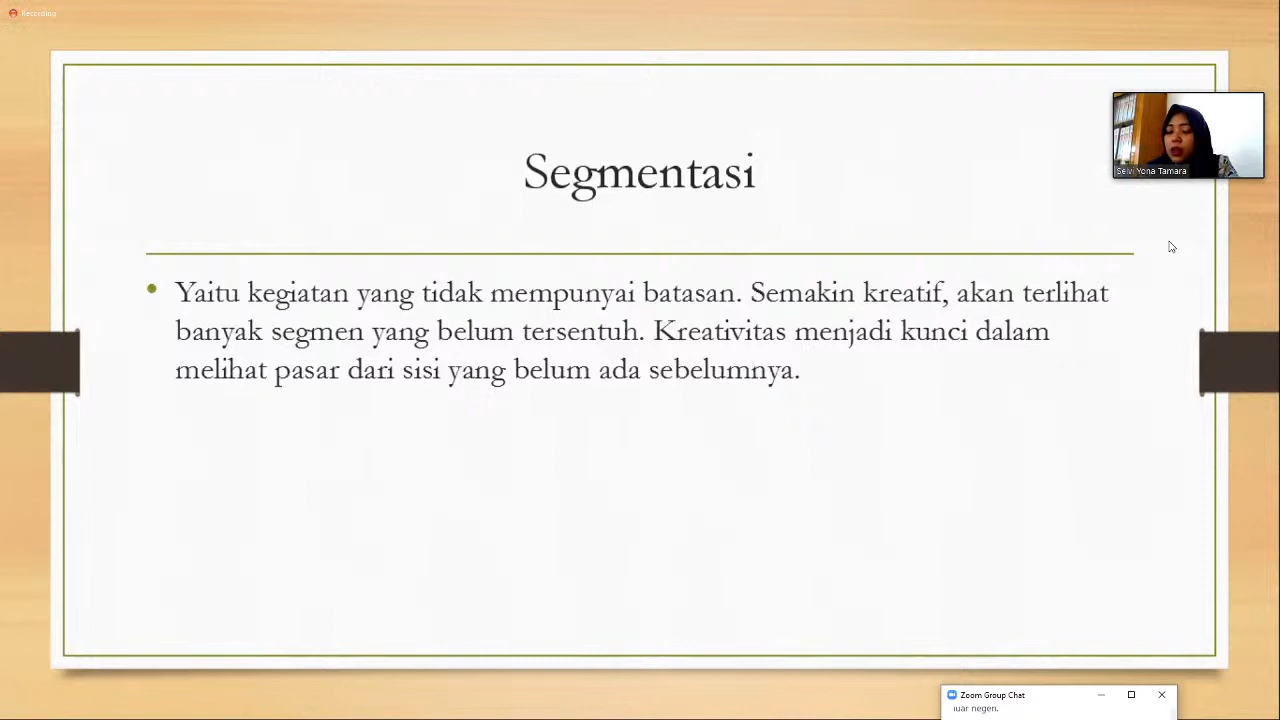 Recording
Segmentasi
Selvi Yona Tamara
• Yaitu kegiatan yang tidak mempunyai batasan. Semakin kreatif, akan terlihat
banyak segmen yang belum tersentuh. Kreativitas menjadi kunci dalam
melihat pasar dari sisi yang belum ada sebelumnya.
Zoom Group Chat
luar negeri.